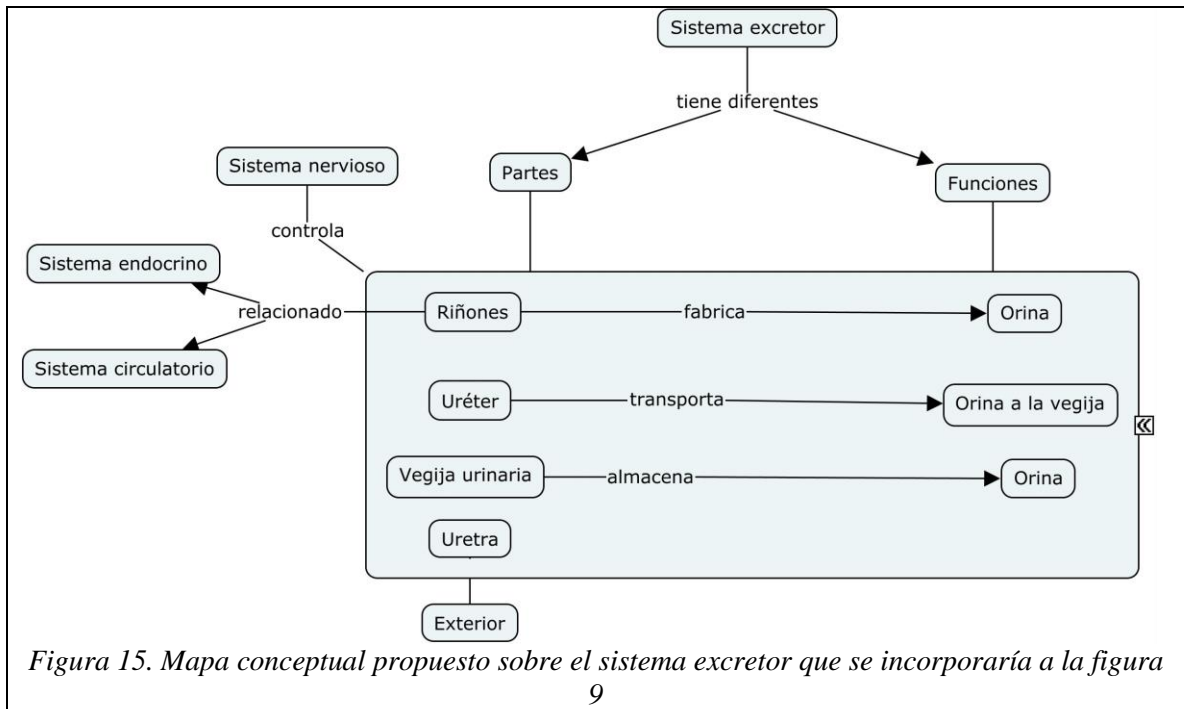 Sistema excretor
tiene diferentes
Sistema nervioso
Partes
Funciones
controla
Sistema endocrino
relacionado
Riñones
fabrica
Orina
Sistema circulatorio
Uréter
transporta
Orina a la vegija
Vegija urinaria
almacena
Orina
Uretra
Exterior
Figura 15. Mapa conceptual propuesto sobre el sistema excretor que se incorporaría a la figura
9